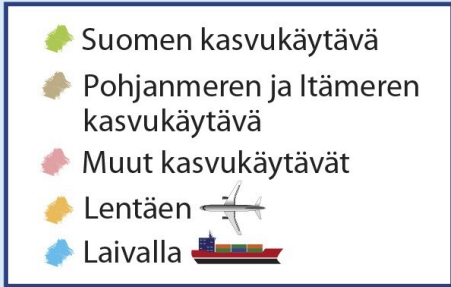 Suomen kasvukäytävä
Pohjanmeren ja Itämeren
kasvukäytävä
Muut kasvukäytävät
Lentäen
Laivalla